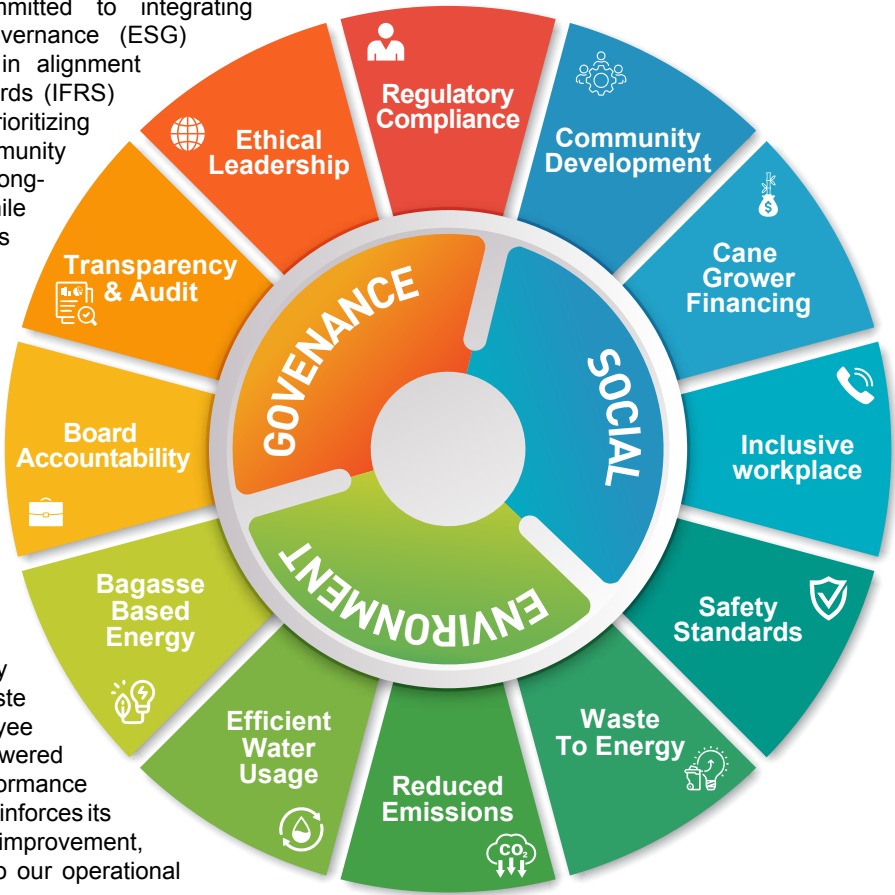 mmitted to integrating
vernance (ESG)
in alignment
rds (IFRS)
rioritizing
mmunity
ong-
ile
s
Regulatory
Compliance
Community
Development
Cane
Grower
Financing
Inclusive
workplace
Safety
Standards
Waste
To Energy
Reduced
Emissions
CO2
Efficient
Water
Usage
Bagasse
Based
Energy
Board
Accountability
Transparency
& Audit
Ethical
Leadership
GOVENANCE
SOCIAL
ENVIRONMENT
$
y
ste
yee
wered
ormance
inforces its
improvement,
o our operational